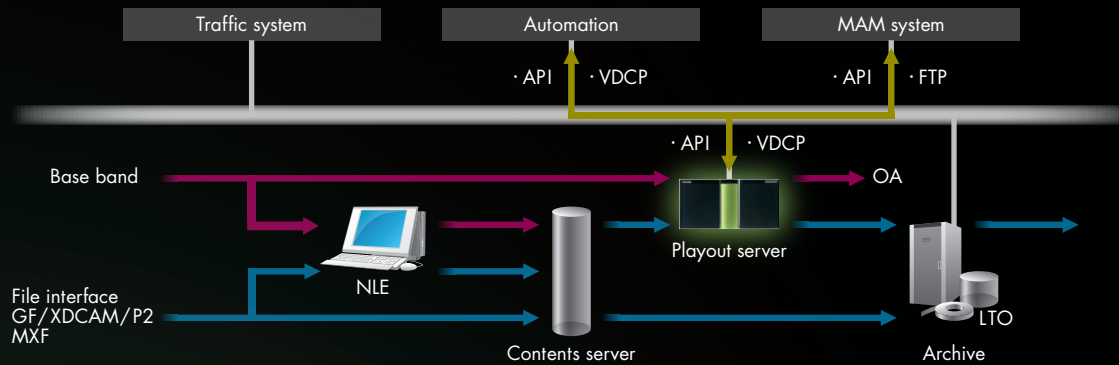 Traffic system
Automation
MAM system
· API · VDCP
· API · FTP
· API · VDCP
Base band
OA
Playout server
NLE
File interface
GF/XDCAM/P2
MXF
LTO
Contents server
Archive